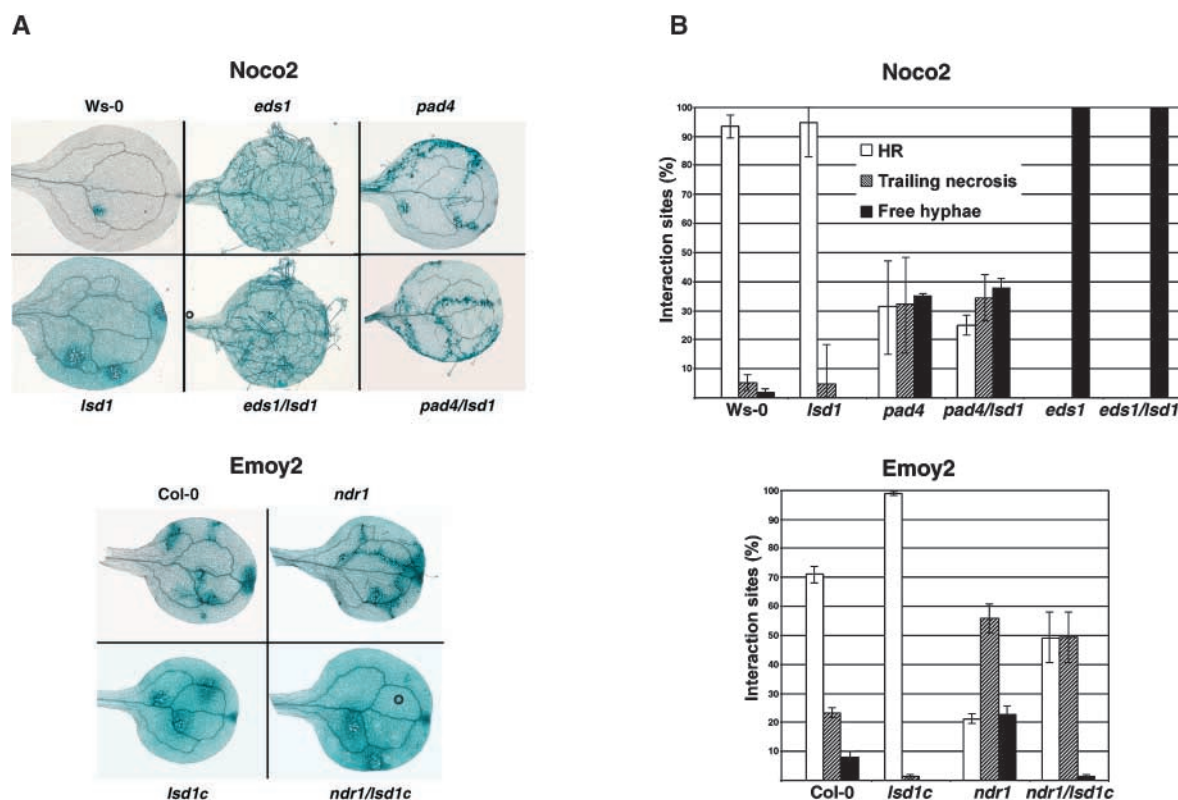 A
Noco2
Ws-0 eds1 pad4
lsd1 eds1/lsd1 pad4/lsd1
Emoy2
Col-0 ndr1
lsd1c ndr1/lsd1c
B
Noco2
Interaction sites (%)
100
90
80
70
60
50
40
30
20
10
HR
Trailing necrosis
Free hyphae
Ws-0 lsd1 pad4 pad4/lsd1 eds1 eds1/lsd1
Emoy2
Interaction sites (%)
100
90
80
70
60
50
40
30
20
10
Col-0 lsd1c ndr1 ndr1/lsd1c